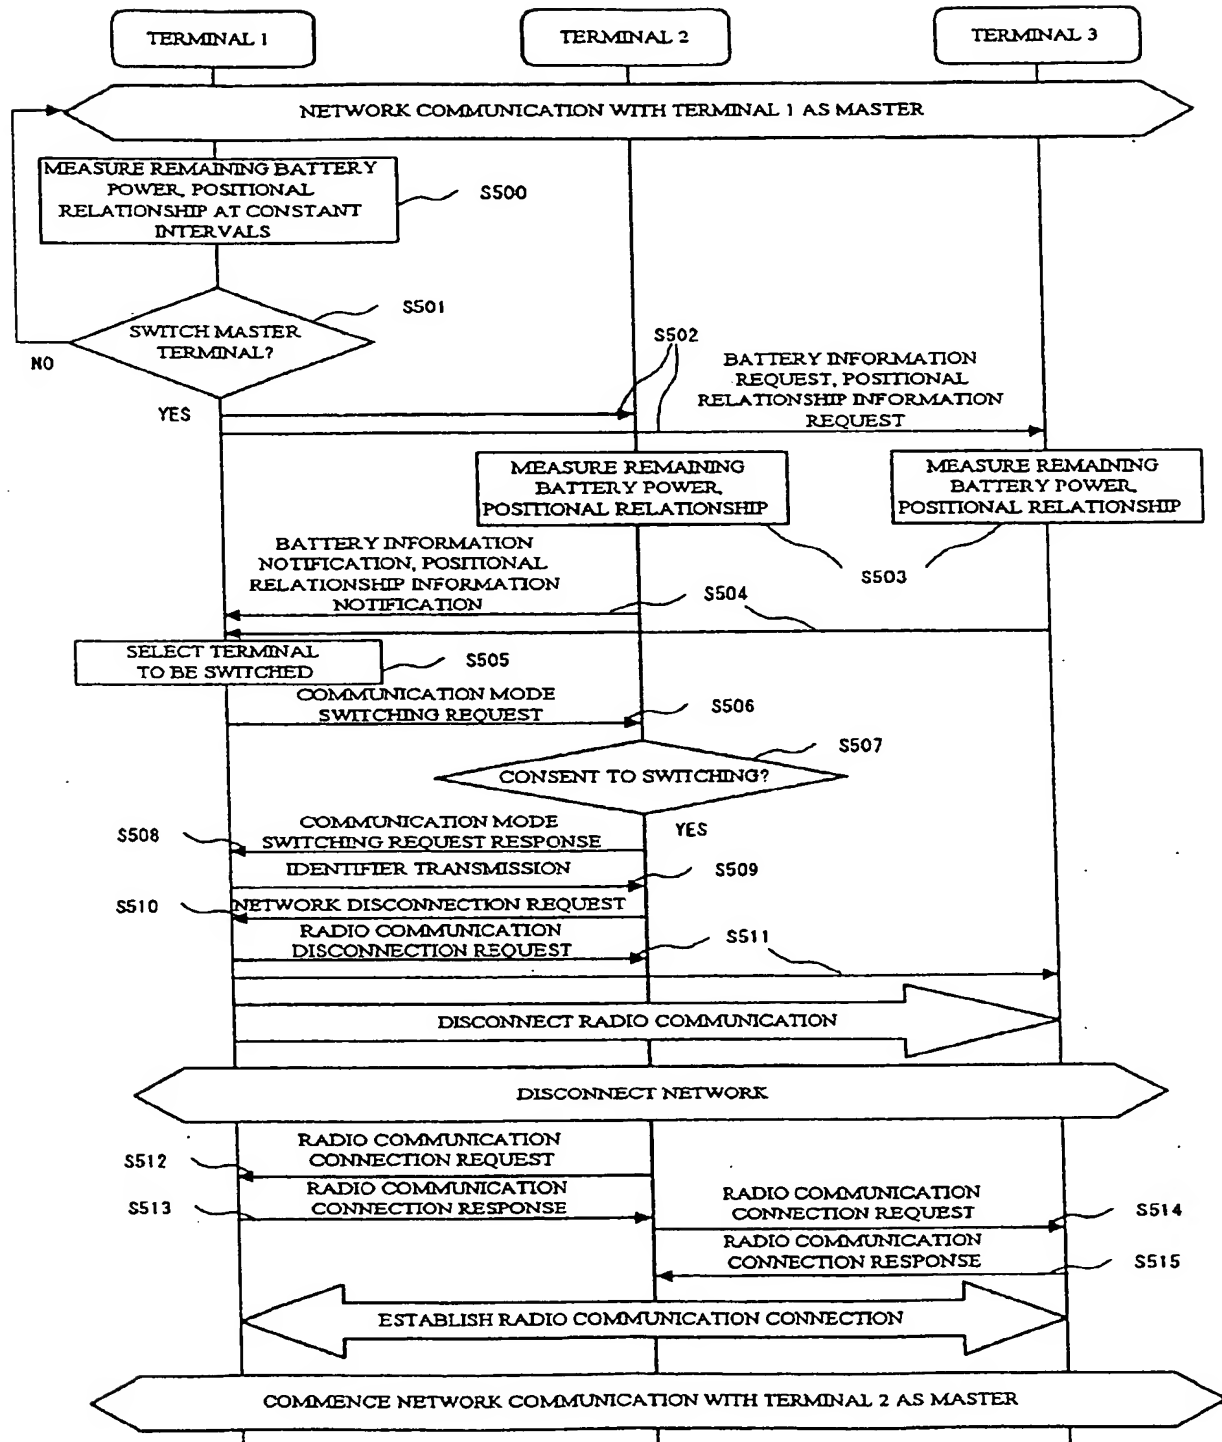 TERMINAL 1
TERMINAL 2
TERMINAL 3
NETWORK COMMUNICATION WITH TERMINAL 1 AS MASTER
MEASURE REMAINING BATTERY
POWER, POSITIONAL
RELATIONSHIP AT CONSTANT
INTERVALS
S500
SWITCH MASTER
TERMINAL?
S501
NO
YES
S502
BATTERY INFORMATION
REQUEST, POSITIONAL
RELATIONSHIP INFORMATION
REQUEST
MEASURE REMAINING
BATTERY POWER,
POSITIONAL RELATIONSHIP
MEASURE REMAINING
BATTERY POWER,
POSITIONAL RELATIONSHIP
S503
BATTERY INFORMATION
NOTIFICATION, POSITIONAL
RELATIONSHIP INFORMATION
NOTIFICATION
S504
SELECT TERMINAL
TO BE SWITCHED
S505
COMMUNICATION MODE
SWITCHING REQUEST
S506
S507
CONSENT TO SWITCHING?
YES
S508
COMMUNICATION MODE
SWITCHING REQUEST RESPONSE
IDENTIFIER TRANSMISSION
S509
S510
NETWORK DISCONNECTION REQUEST
RADIO COMMUNICATION
DISCONNECTION REQUEST
S511
DISCONNECT RADIO COMMUNICATION
DISCONNECT NETWORK
RADIO COMMUNICATION
CONNECTION REQUEST
S512
RADIO COMMUNICATION
CONNECTION RESPONSE
S513
RADIO COMMUNICATION
CONNECTION REQUEST
S514
RADIO COMMUNICATION
CONNECTION RESPONSE
S515
ESTABLISH RADIO COMMUNICATION CONNECTION
COMMENCE NETWORK COMMUNICATION WITH TERMINAL 2 AS MASTER